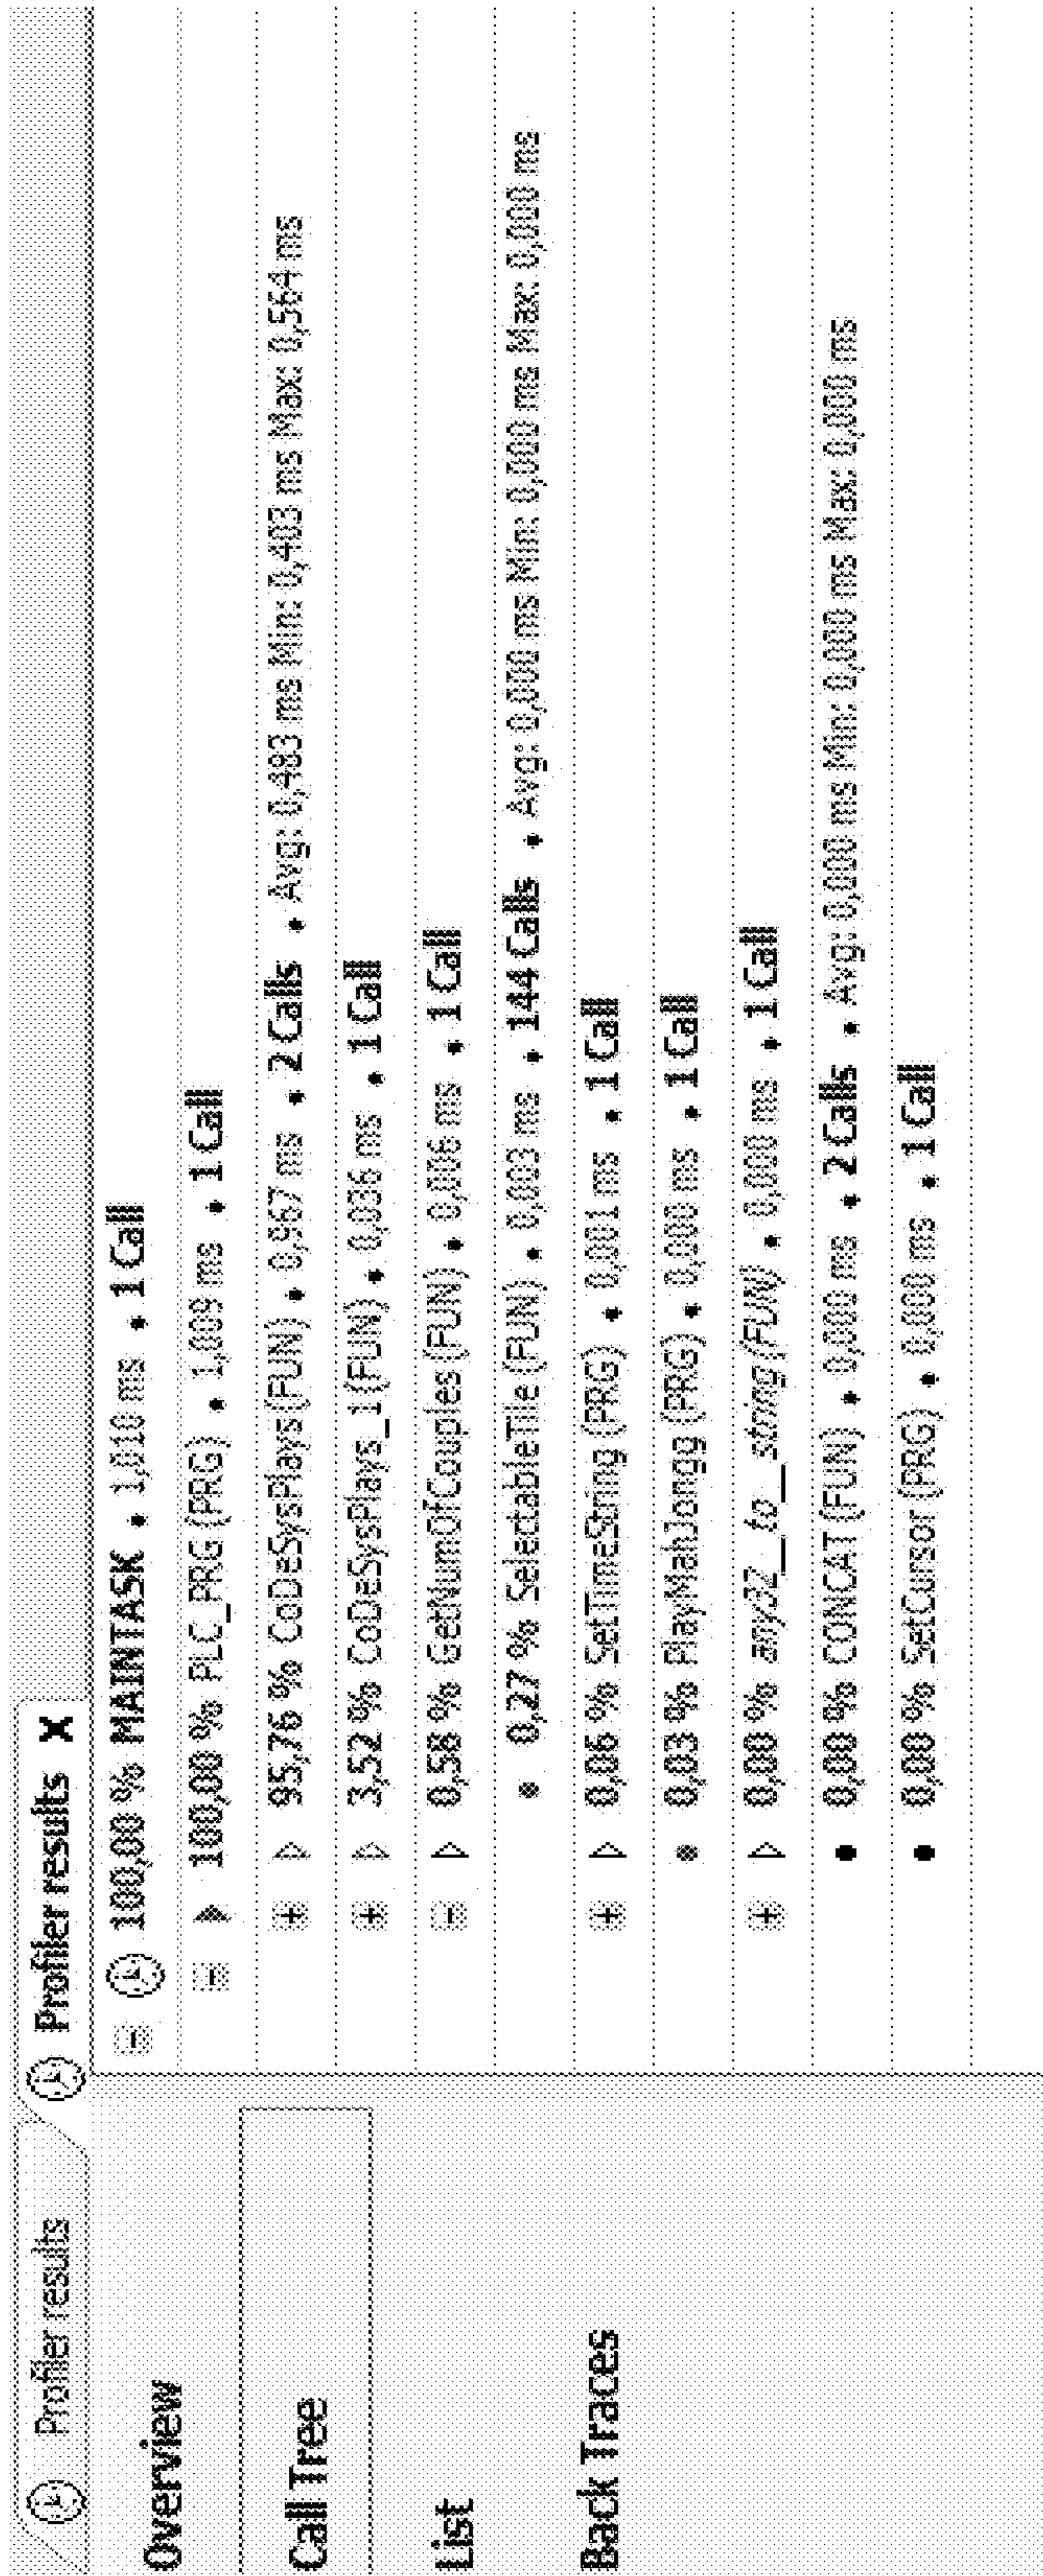 Profiler results Profiler results X
Overview
Call Tree
List
Back Traces
100,00 % MAINTASK • 1,010 ms • 1 Call
100,00 % PLC_PRG (PRG) • 1,009 ms • 1 Call
95,76 % CoDeSysPlays (FUN) • 0,967 ms • 2 Calls • Avg: 0,483 ms Min: 0,403 ms Max: 0,564 ms
3,52 % CoDeSysPlays_1 (FUN) • 0,036 ms • 1 Call
0,58 % GetNumOfCouples (FUN) • 0,006 ms • 1 Call
• 0,27 % SelectableTile (FUN) • 0,003 ms • 144 Calls • Avg: 0,000 ms Min: 0,000 ms Max: 0,000 ms
0,06 % SetTimeString (PRG) • 0,001 ms • 1 Call
• 0,03 % PlayMahJongg (PRG) • 0,000 ms • 1 Call
0,00 % any32__to__string (FUN) • 0,000 ms • 1 Call
• 0,00 % CONCAT (FUN) • 0,000 ms • 2 Calls • Avg: 0,000 ms Min: 0,000 ms Max: 0,000 ms
• 0,00 % SetCursor (PRG) • 0,000 ms • 1 Call